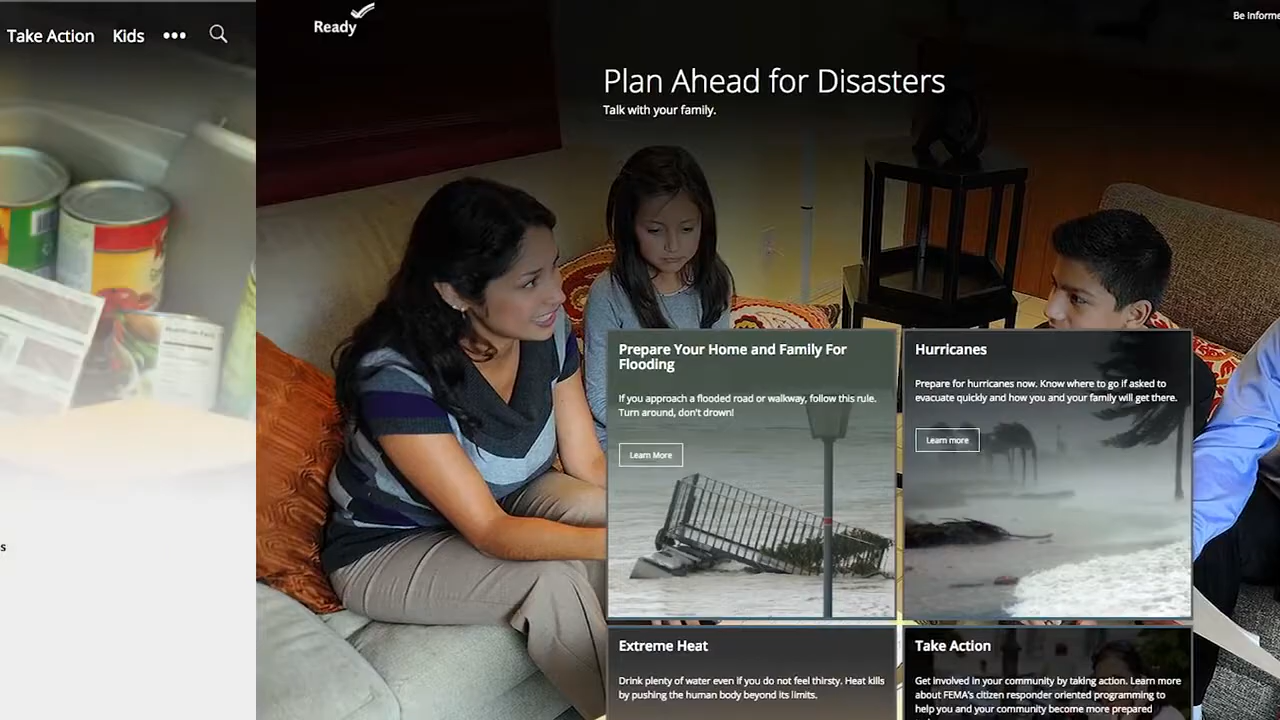 Take Action Kids
s
Ready
Be Informe
Plan Ahead for Disasters
Talk with your family.
Prepare Your Home and Family For
Flooding
If you approach a flooded road or walkway, follow this rule.
Turn around, don't drown!
Learn More
Hurricanes
Prepare for hurricanes now. Know where to go if asked to
evacuate quickly and how you and your family will get there.
Learn more
Extreme Heat
Drink plenty of water even if you do not feel thirsty. Heat kills
by pushing the human body beyond its limits.
Take Action
Get involved in your community by taking action. Learn more
about FEMA's citizen responder oriented programming to
help you and your community become more prepared